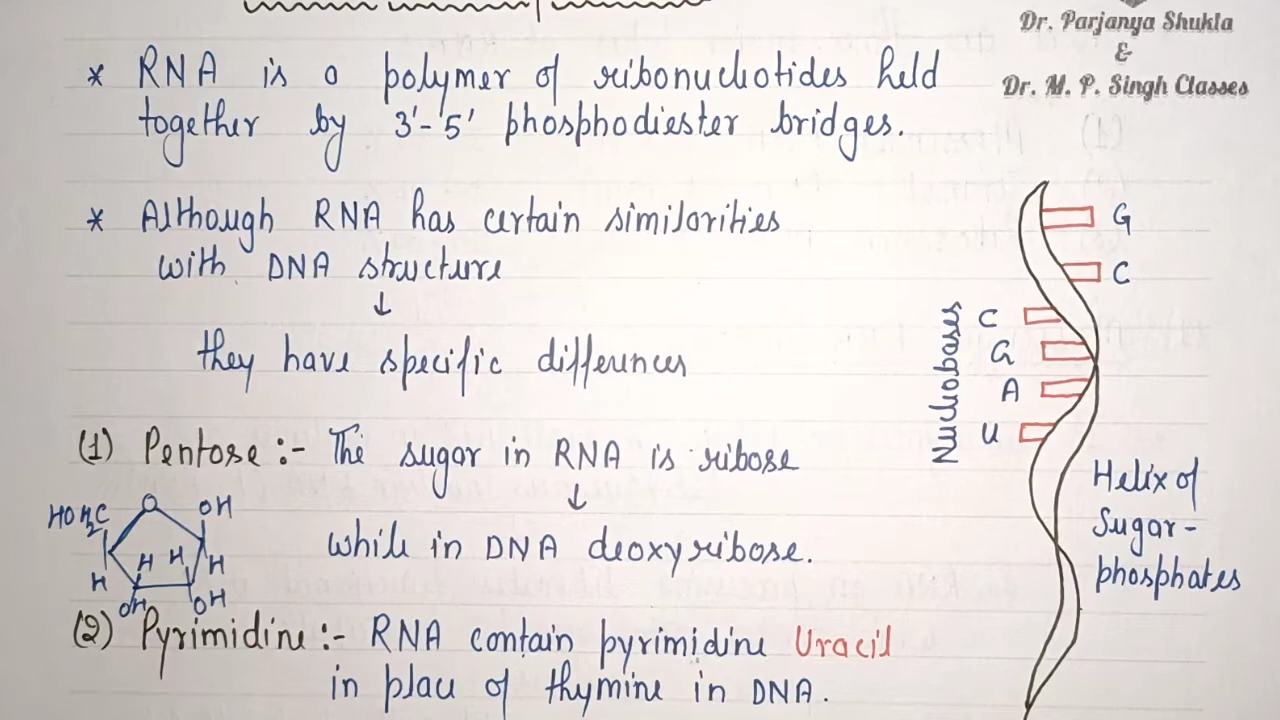 Dr. Parjanya Shukla
&
Dr. M. P. Singh Classes
* RNA is a polymer of ribonucleotides held
together by 3'-5' phosphodiester bridges.
* Although RNA has certain similarities
with DNA structure
↓
they have specific differences
(1) Pentose :- The sugar in RNA is ribose
↓
while in DNA deoxyribose.
HOH2C
O
OH
H
H
H
H
OH
OH
(2) Pyrimidine :- RNA contain pyrimidine Uracil
in place of thymine in DNA.
G
C
C
G
A
U
Nucleobases
Helix of
Sugar-
phosphates